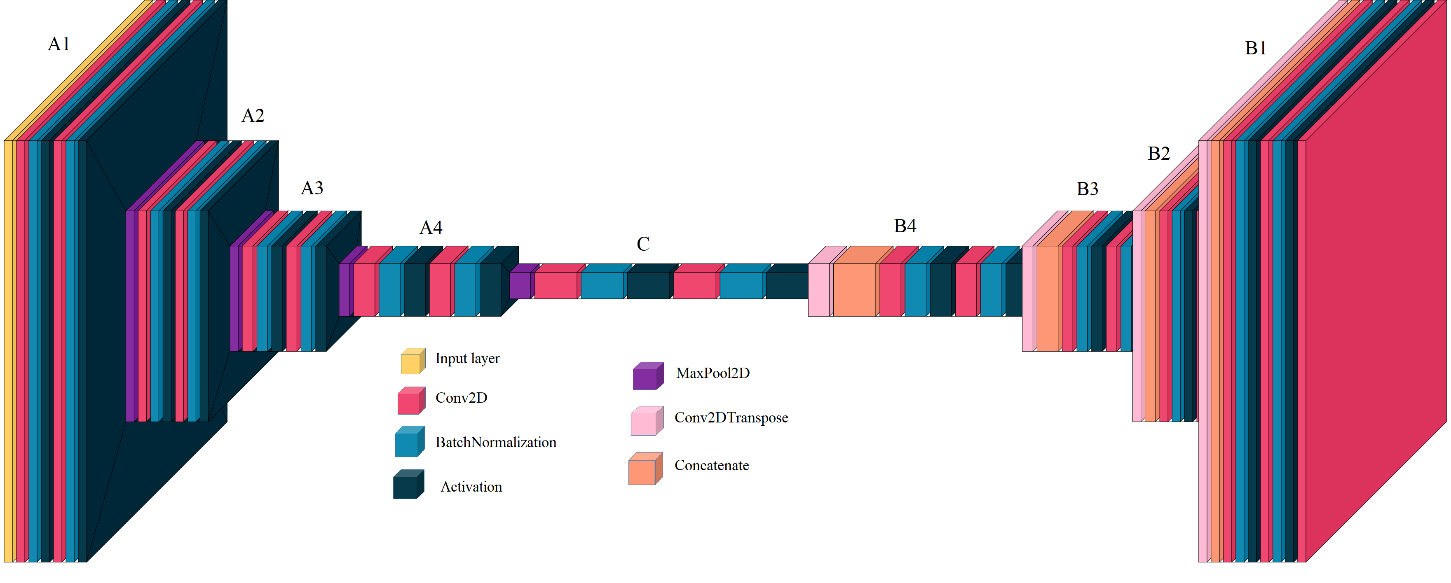 A1
A2
A3
A4
C
B4
B3
B2
B1
Input layer
Conv2D
BatchNormalization
Activation
MaxPool2D
Conv2DTranspose
Concatenate